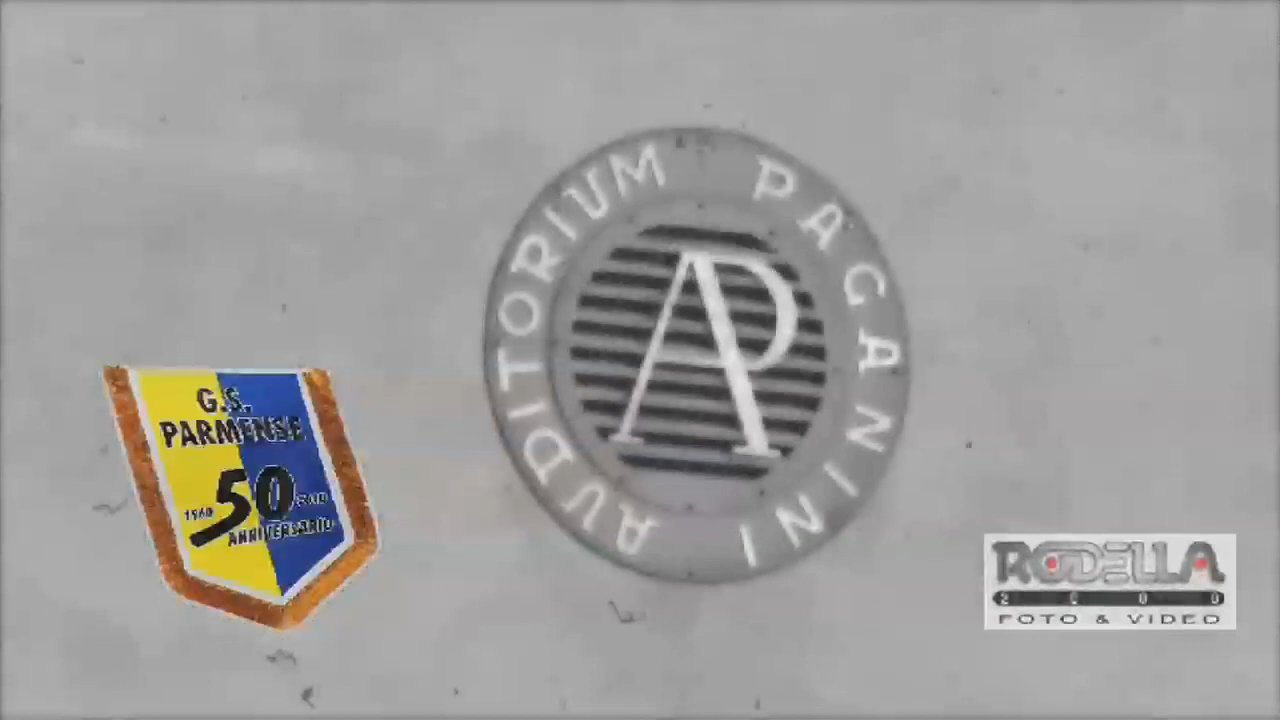 AUDITORIUM PAGANINI
AP
G.S.
PARMENSE
50
1960
ANNIVERSARIO
RODELLA
2000
FOTO & VIDEO